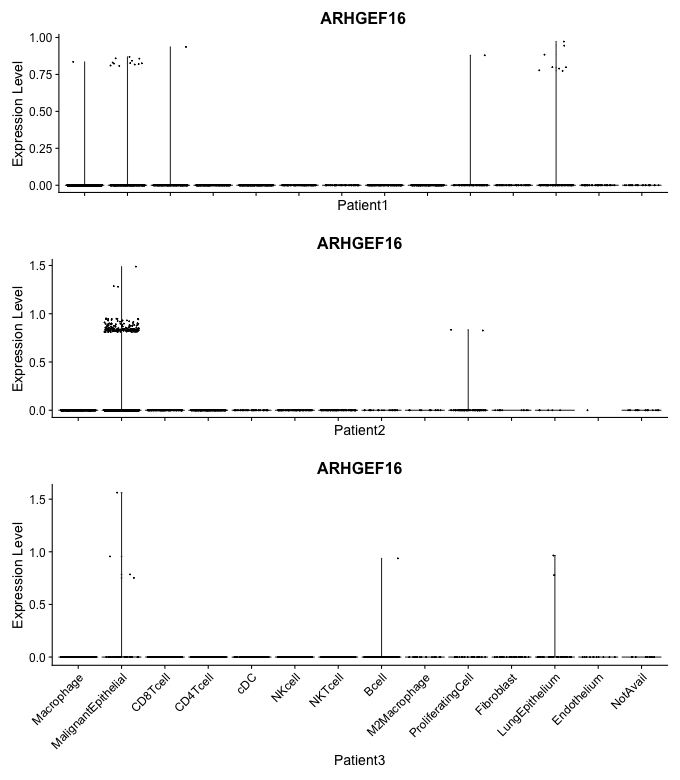 ARHGEF16
Expression Level
1.00
0.75
0.50
0.25
0.00
Patient1
ARHGEF16
Expression Level
1.5
1.0
0.5
0.0
Patient2
ARHGEF16
Expression Level
1.5
1.0
0.5
0.0
Macrophage
MalignantEpithelial
CD8Tcell
CD4Tcell
cDC
NKcell
NKTcell
Bcell
M2Macrophage
ProliferatingCell
Fibroblast
LungEpithelium
Endothelium
NotAvail
Patient3